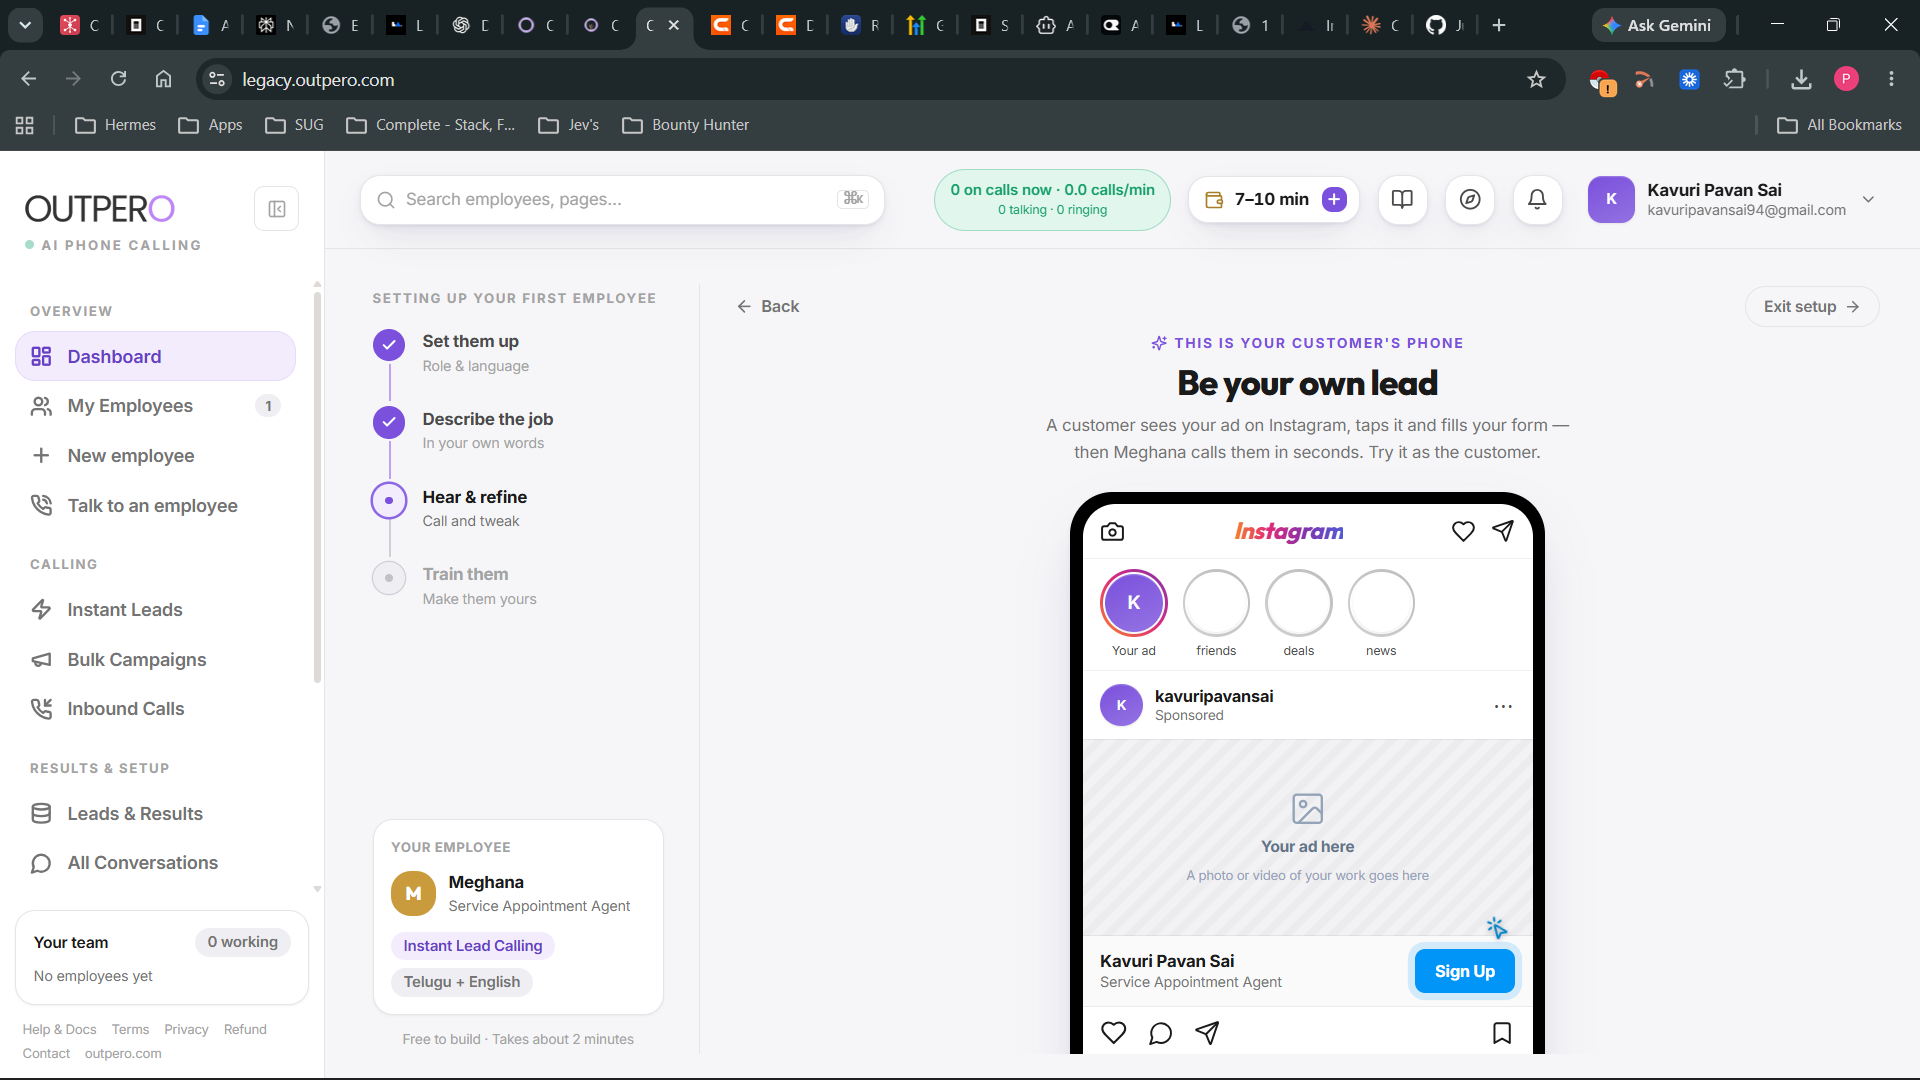 C
C
A
N
E
L
D
C
C
C
C
D
R
G
S
A
A
L
1
Ir
C
Ju
Ask Gemini
legacy.outpero.com
P
Hermes
Apps
SUG
Complete - Stack, F...
Jev's
Bounty Hunter
All Bookmarks
OUTPERO
AI PHONE CALLING
Search employees, pages...
⌘K
0 on calls now · 0.0 calls/min
0 talking · 0 ringing
7–10 min
K
Kavuri Pavan Sai
kavuripavansai94@gmail.com
OVERVIEW
Dashboard
My Employees
1
New employee
Talk to an employee
CALLING
Instant Leads
Bulk Campaigns
Inbound Calls
RESULTS & SETUP
Leads & Results
All Conversations
Your team
0 working
No employees yet
Help & Docs Terms Privacy Refund
Contact outpero.com
SETTING UP YOUR FIRST EMPLOYEE
Set them up
Role & language
Describe the job
In your own words
Hear & refine
Call and tweak
Train them
Make them yours
YOUR EMPLOYEE
M
Meghana
Service Appointment Agent
Instant Lead Calling
Telugu + English
Free to build · Takes about 2 minutes
Back
Exit setup
THIS IS YOUR CUSTOMER'S PHONE
Be your own lead
A customer sees your ad on Instagram, taps it and fills your form —
then Meghana calls them in seconds. Try it as the customer.
Instagram
K
Your ad
friends
deals
news
K
kavuripavansai
Sponsored
Your ad here
A photo or video of your work goes here
Kavuri Pavan Sai
Service Appointment Agent
Sign Up